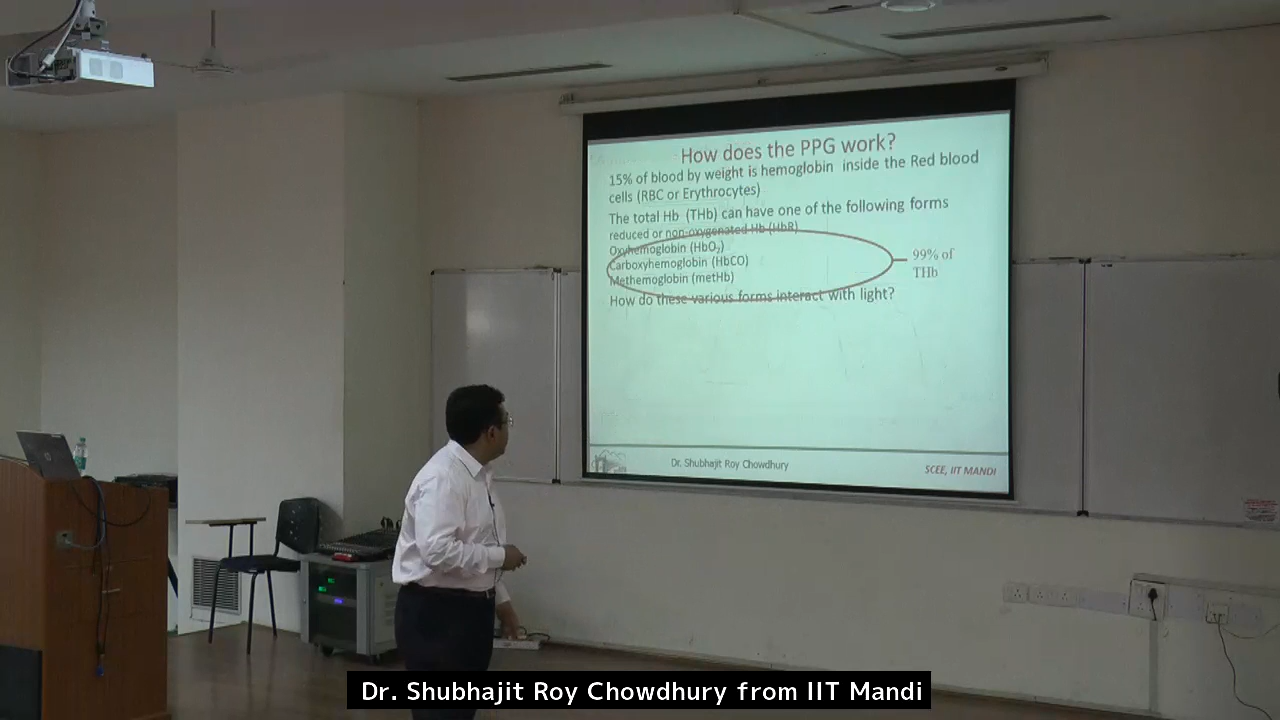 How does the PPG work?
15% of blood by weight is hemoglobin inside the Red blood
cells (RBC or Erythrocytes)
The total Hb (THb) can have one of the following forms
reduced or non-oxygenated Hb (HbR)
Oxyhemoglobin (HbO₂)
Carboxyhemoglobin (HbCO)
Methemoglobin (metHb)
99% of
THb
How do these various forms interact with light?
Dr. Shubhajit Roy Chowdhury
SCEE, IIT MANDI
Dr. Shubhajit Roy Chowdhury from IIT Mandi